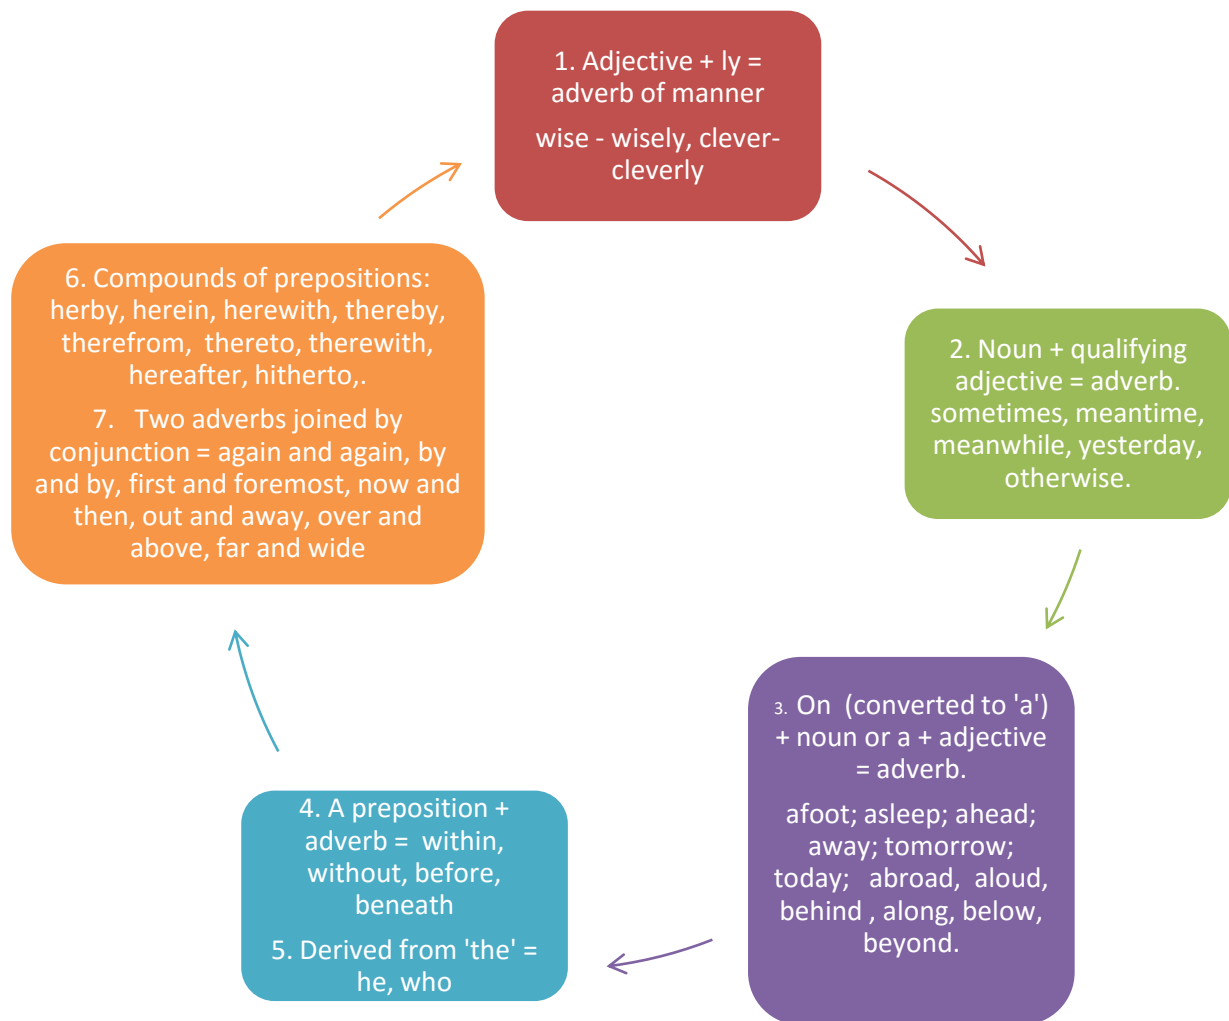 1. Adjective + ly =
adverb of manner
wise - wisely, clever-
cleverly
2. Noun + qualifying
adjective = adverb.
sometimes, meantime,
meanwhile, yesterday,
otherwise.
3. On (converted to 'a')
+ noun or a + adjective
= adverb.
afoot; asleep; ahead;
away; tomorrow;
today; abroad, aloud,
behind , along, below,
beyond.
4. A preposition +
adverb = within,
without, before,
beneath
5. Derived from 'the' =
he, who
6. Compounds of prepositions:
herby, herein, herewith, thereby,
therefrom, thereto, therewith,
hereafter, hitherto,.
7. Two adverbs joined by
conjunction = again and again, by
and by, first and foremost, now and
then, out and away, over and
above, far and wide